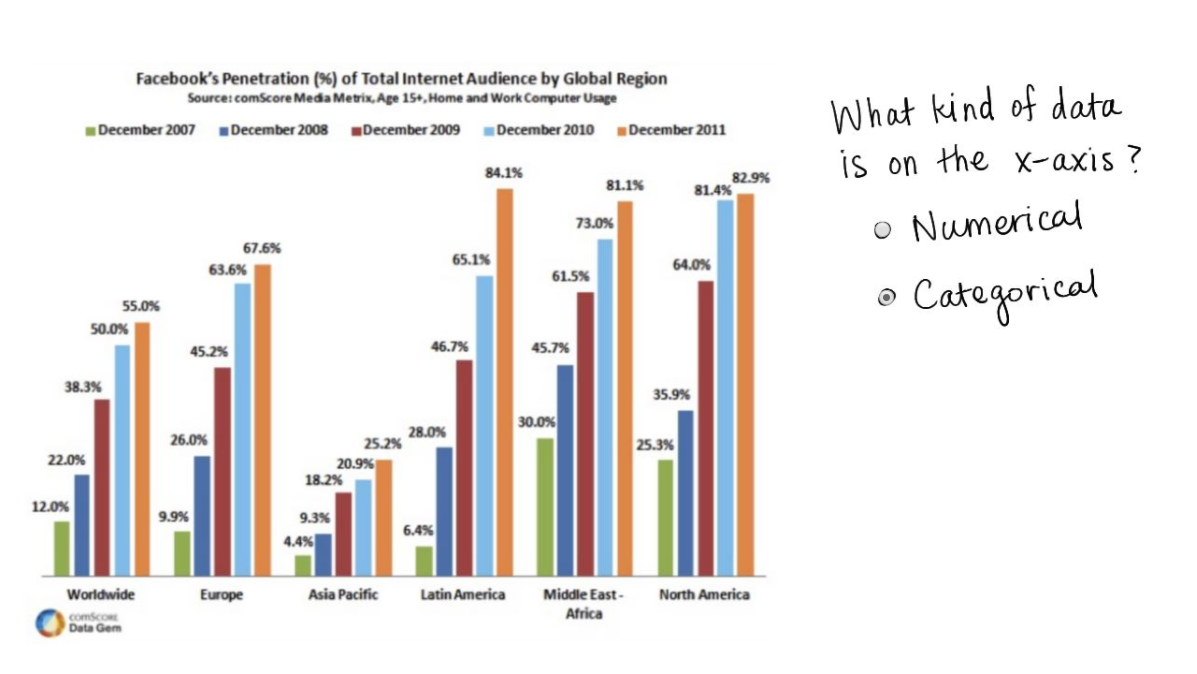 Facebook's Penetration (%) of Total Internet Audience by Global Region
Source: comScore Media Metrix, Age 15+, Home and Work Computer Usage
December 2007 December 2008 December 2009 December 2010 December 2011
12.0% 22.0% 38.3% 50.0% 55.0%
9.9% 26.0% 45.2% 63.6% 67.6%
4.4% 9.3% 18.2% 20.9% 25.2%
6.4% 28.0% 46.7% 65.1% 84.1%
30.0% 45.7% 61.5% 73.0% 81.1%
25.3% 35.9% 64.0% 81.4% 82.9%
Worldwide Europe Asia Pacific Latin America Middle East - North America
Africa
comScore
Data Gem
What kind of data
is on the x-axis?
Numerical
Categorical